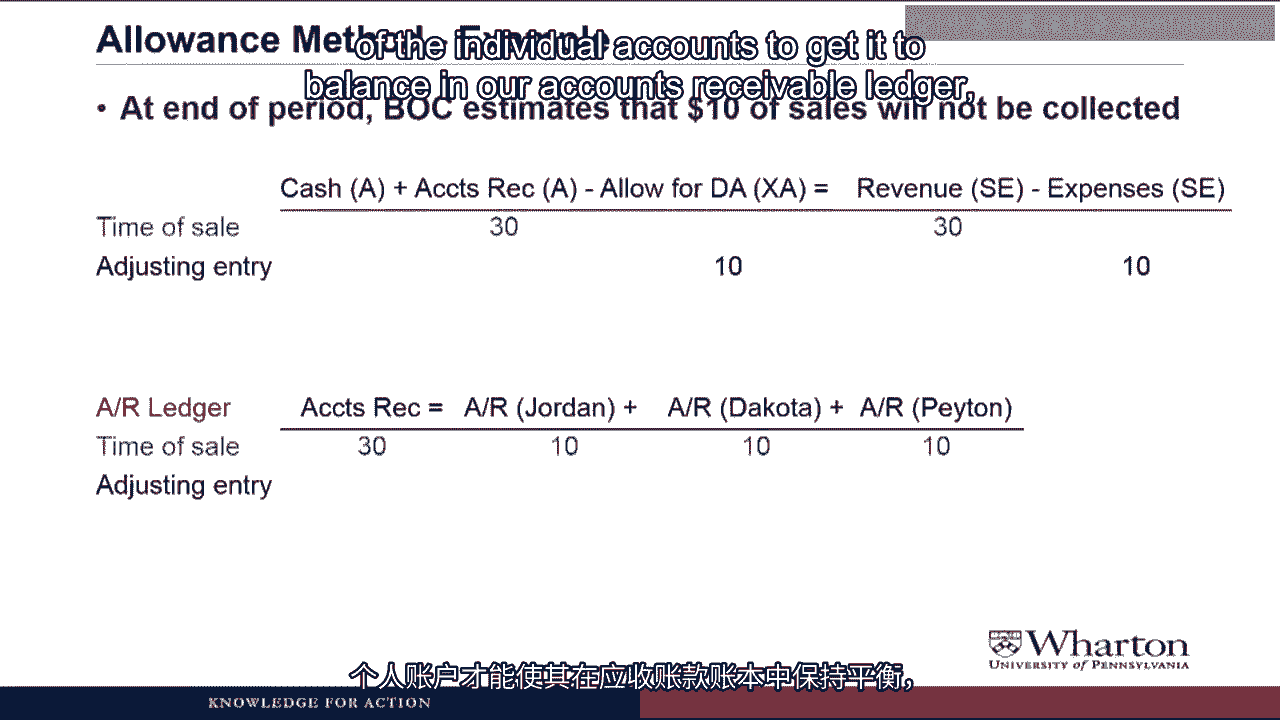 Allowance Method - Example
of the individual accounts to get it to
balance in our accounts receivable ledger,
• At end of period, BOC estimates that $10 of sales will not be collected
Cash (A) + Accts Rec (A) - Allow for DA (XA) = Revenue (SE) - Expenses (SE)
Time of sale 30 30
Adjusting entry 10 10
A/R Ledger Accts Rec = A/R (Jordan) + A/R (Dakota) + A/R (Peyton)
Time of sale 30 10 10 10
Adjusting entry
Wharton
UNIVERSITY of PENNSYLVANIA
个人账户才能使其在应收账款账本中保持平衡，
KNOWLEDGE FOR ACTION